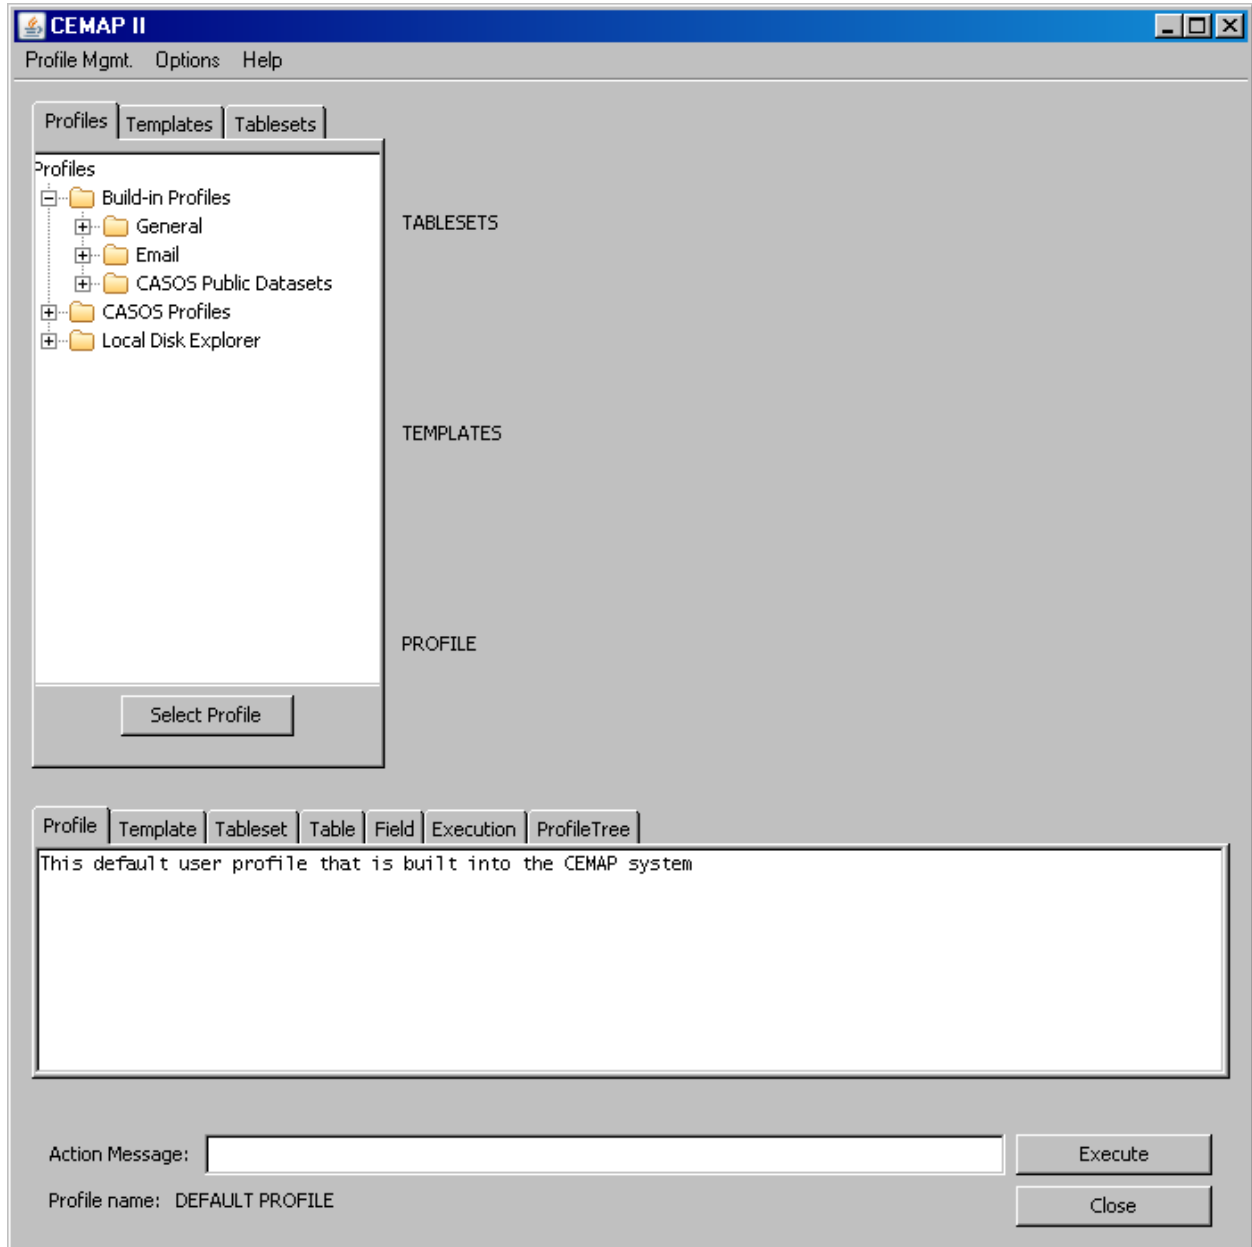 CEMAP II
Profile Mgmt. Options Help
Profiles Templates Tablesets
Profiles
Build-in Profiles
General
Email
CASOS Public Datasets
CASOS Profiles
Local Disk Explorer
TABLESETS
TEMPLATES
PROFILE
Select Profile
Profile Template Tableset Table Field Execution ProfileTree
This default user profile that is built into the CEMAP system
Action Message:
Execute
Profile name: DEFAULT PROFILE
Close